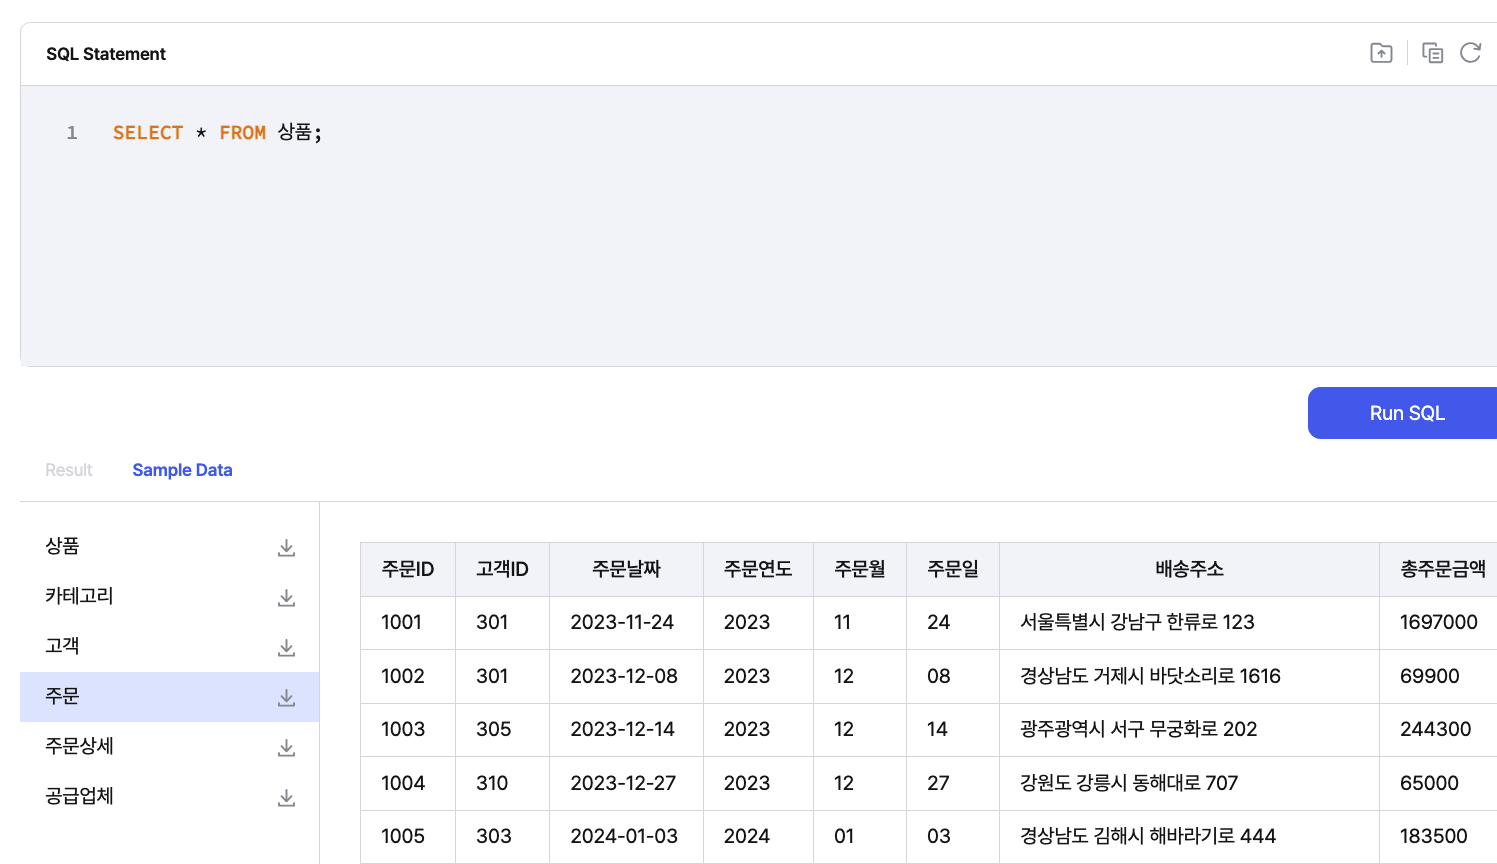 SQL Statement
1 SELECT * FROM 상품;
Run SQL
Result Sample Data
상품
카테고리
고객
주문
주문상세
공급업체
주문ID 고객ID 주문날짜 주문연도 주문월 주문일 배송주소 총주문금액
1001 301 2023-11-24 2023 11 24 서울특별시 강남구 한류로 123 1697000
1002 301 2023-12-08 2023 12 08 경상남도 거제시 바닷소리로 1616 69900
1003 305 2023-12-14 2023 12 14 광주광역시 서구 무궁화로 202 244300
1004 310 2023-12-27 2023 12 27 강원도 강릉시 동해대로 707 65000
1005 303 2024-01-03 2024 01 03 경상남도 김해시 해바라기로 444 183500